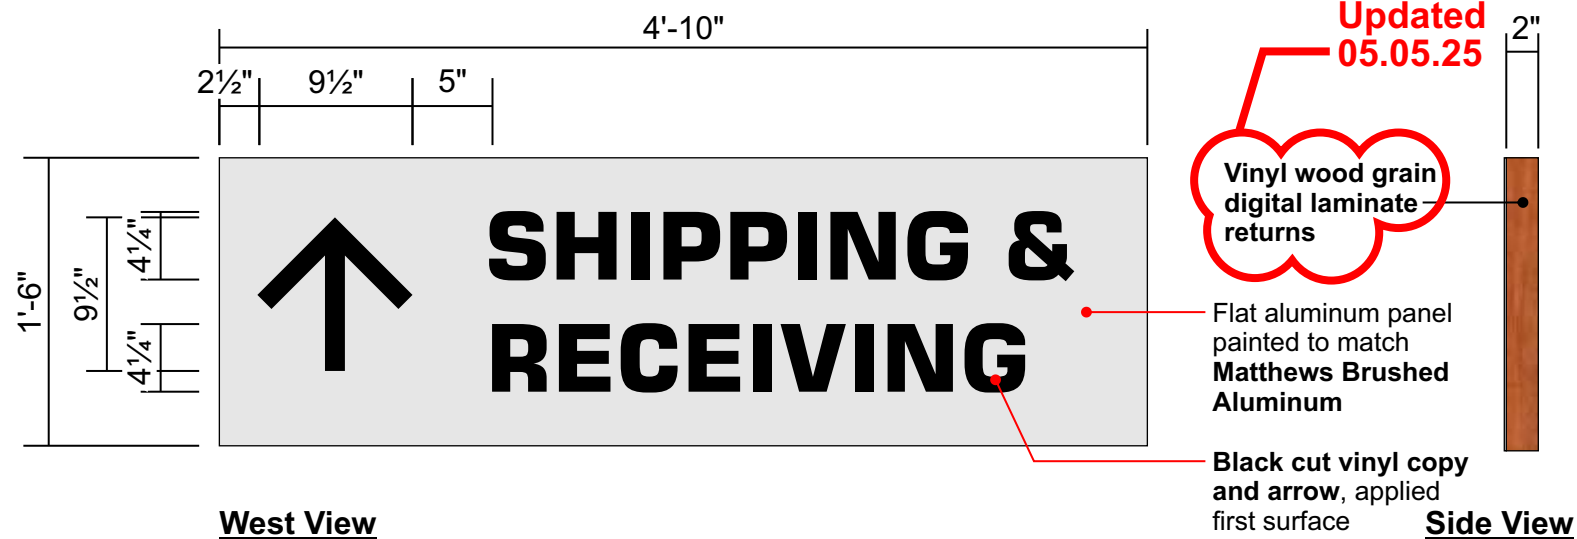 4'-10"
Updated
05.05.25
2"
2½"
9½"
5"
1'-6"
9½"
4¼"
4¼"
SHIPPING &
RECEIVING
Vinyl wood grain
digital laminate
returns
Flat aluminum panel
painted to match
Matthews Brushed
Aluminum
Black cut vinyl copy
and arrow, applied
first surface
West View
Side View